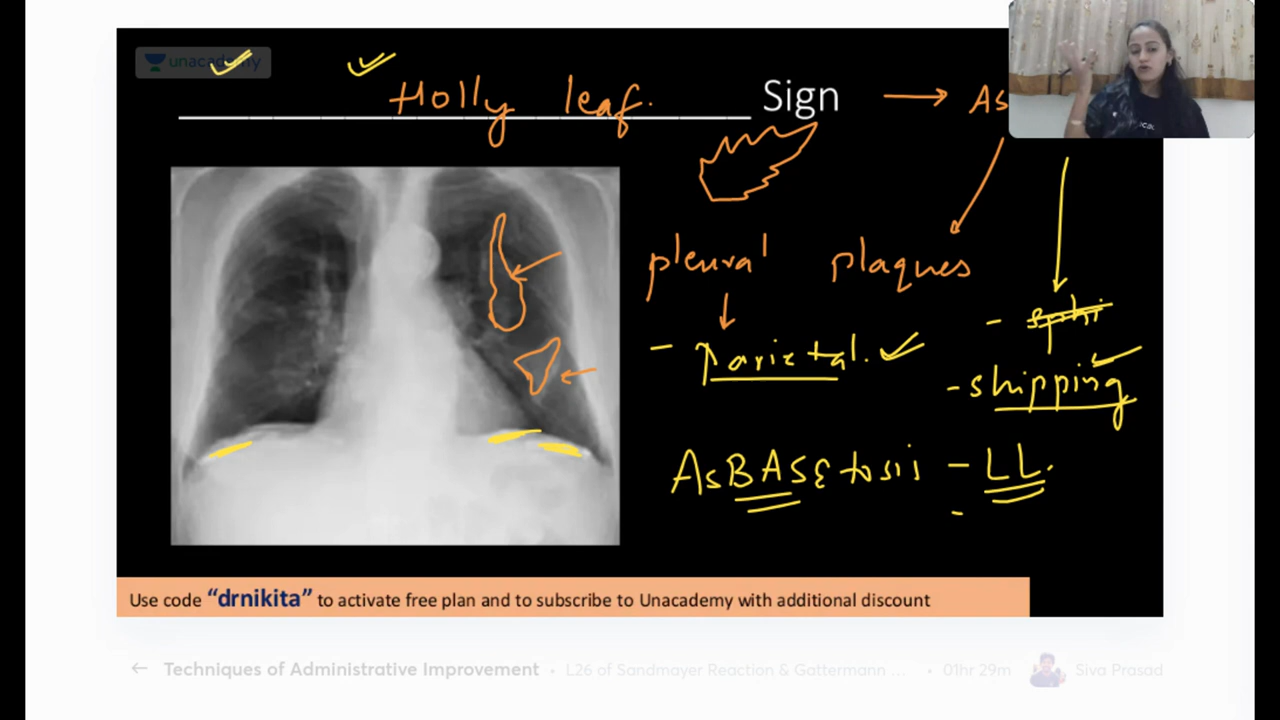 unacademy
Holly leaf. Sign → As
pleural plaques
- parietal.
- shipping
AsBASEtosis - LL.
Use code “drnikita” to activate free plan and to subscribe to Unacademy with additional discount
← Techniques of Administrative Improvement • L26 of Sandmayer Reaction & Gattermann ... • 01hr 29m Siva Prasad